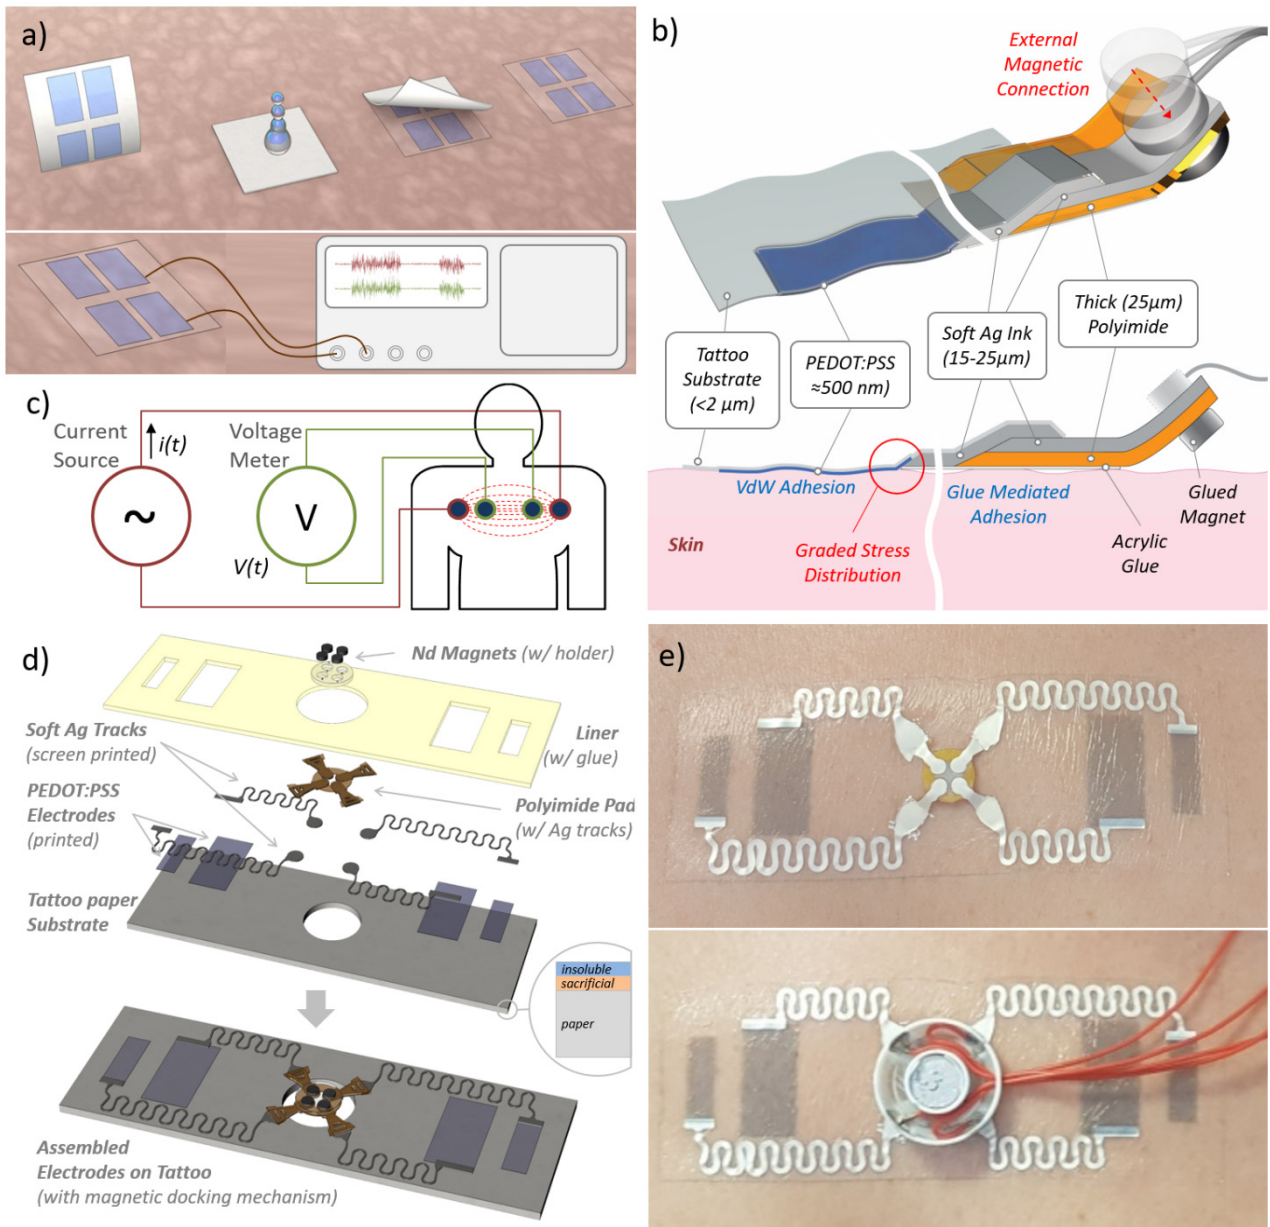 a)
b)
External
Magnetic
Connection
Tattoo
Substrate
(<2 µm)
PEDOT:PSS
≈500 nm)
Soft Ag Ink
(15-25µm)
Thick (25µm)
Polyimide
VdW Adhesion
Glue Mediated
Adhesion
Glued
Magnet
Skin
Graded Stress
Distribution
Acrylic
Glue
c)
Current
Source
i(t)
Voltage
Meter
~
V
V(t)
d)
Nd Magnets (w/ holder)
Soft Ag Tracks
(screen printed)
Liner
(w/ glue)
PEDOT:PSS
Electrodes
(printed)
Polyimide Pad
(w/ Ag tracks)
Tattoo paper
Substrate
insoluble
sacrificial
paper
Assembled
Electrodes on Tattoo
(with magnetic docking mechanism)
e)